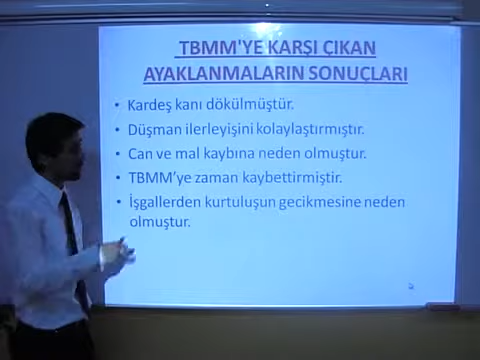 TBMM'YE KARŞI ÇIKAN
AYAKLANMALARIN SONUÇLARI
• Kardeş kanı dökülmüştür.
• Düşman ilerleyişini kolaylaştırmıştır.
• Can ve mal kaybına neden olmuştur.
• TBMM’ye zaman kaybettirmiştir.
• İşgallerden kurtuluşun gecikmesine neden
olmuştur.